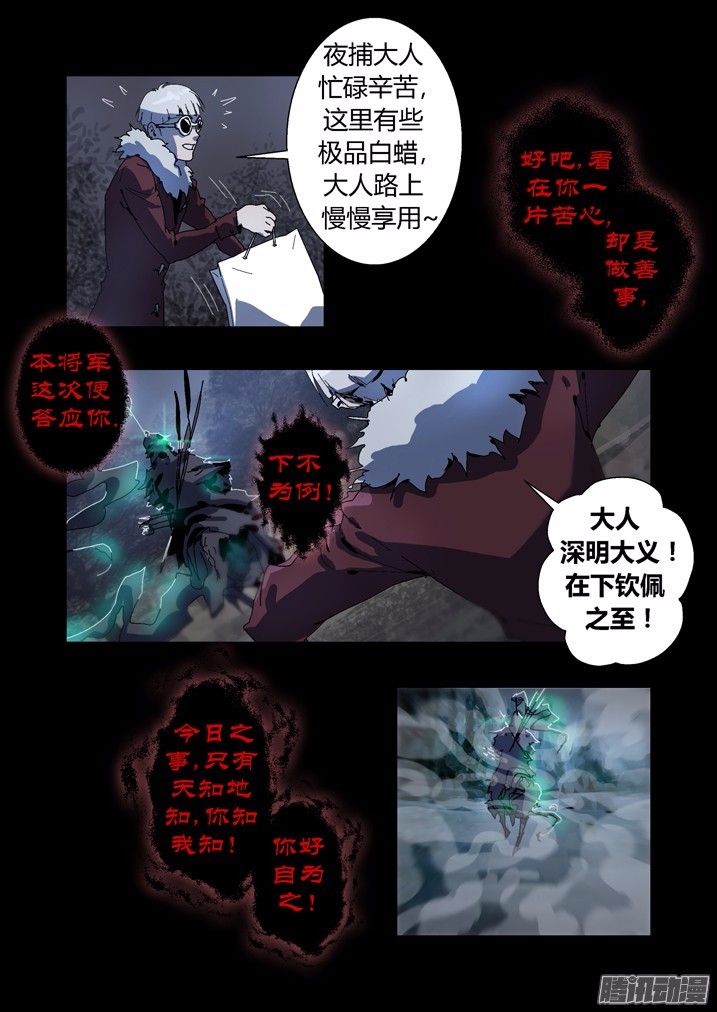 夜捕大人
忙碌辛苦，
这里有些
极品白蜡，
大人路上
慢慢享用~
好吧，看
在你一
片苦心，
却是
做善
事，
本将军
这次便
答应你.
下不
为例！
大人
深明大义！
在下钦佩
之至！
今日之
事，只有
天知地
知，你知
我知！
你好
自为
之！
腾讯动漫